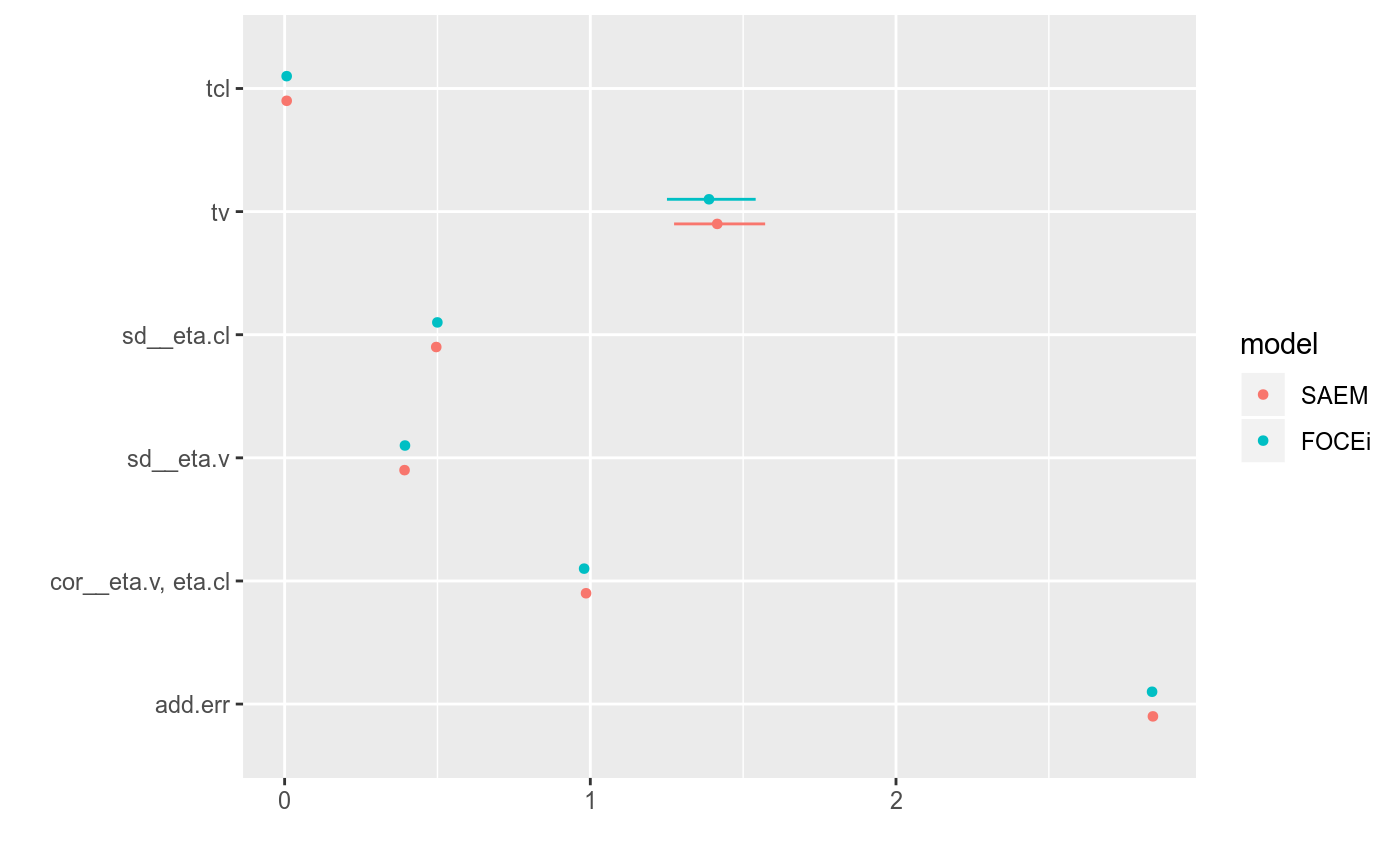 tcl
tv
sd__eta.cl
sd__eta.v
cor__eta.v, eta.cl
add.err
0 1 2
model
SAEM
FOCEi